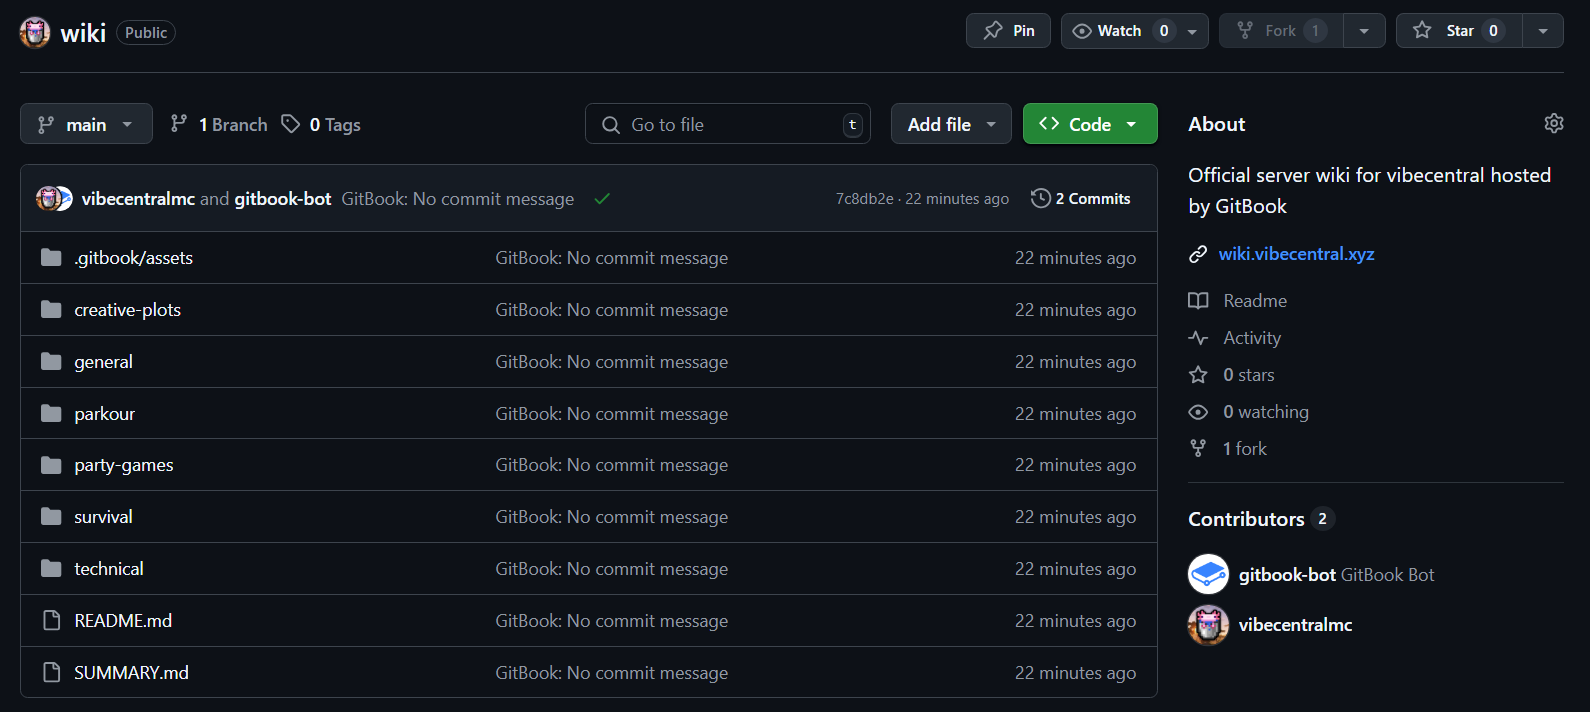 wiki Public Pin Watch 0 Fork 1 Star 0
main 1 Branch 0 Tags Go to file t Add file Code
vibecentralmc and gitbook-bot GitBook: No commit message 7c8db2e · 22 minutes ago 2 Commits
.gitbook/assets GitBook: No commit message 22 minutes ago
creative-plots GitBook: No commit message 22 minutes ago
general GitBook: No commit message 22 minutes ago
parkour GitBook: No commit message 22 minutes ago
party-games GitBook: No commit message 22 minutes ago
survival GitBook: No commit message 22 minutes ago
technical GitBook: No commit message 22 minutes ago
README.md GitBook: No commit message 22 minutes ago
SUMMARY.md GitBook: No commit message 22 minutes ago
About
Official server wiki for vibecentral hosted
by GitBook
wiki.vibecentral.xyz
Readme
Activity
0 stars
0 watching
1 fork
Contributors 2
gitbook-bot GitBook Bot
vibecentralmc